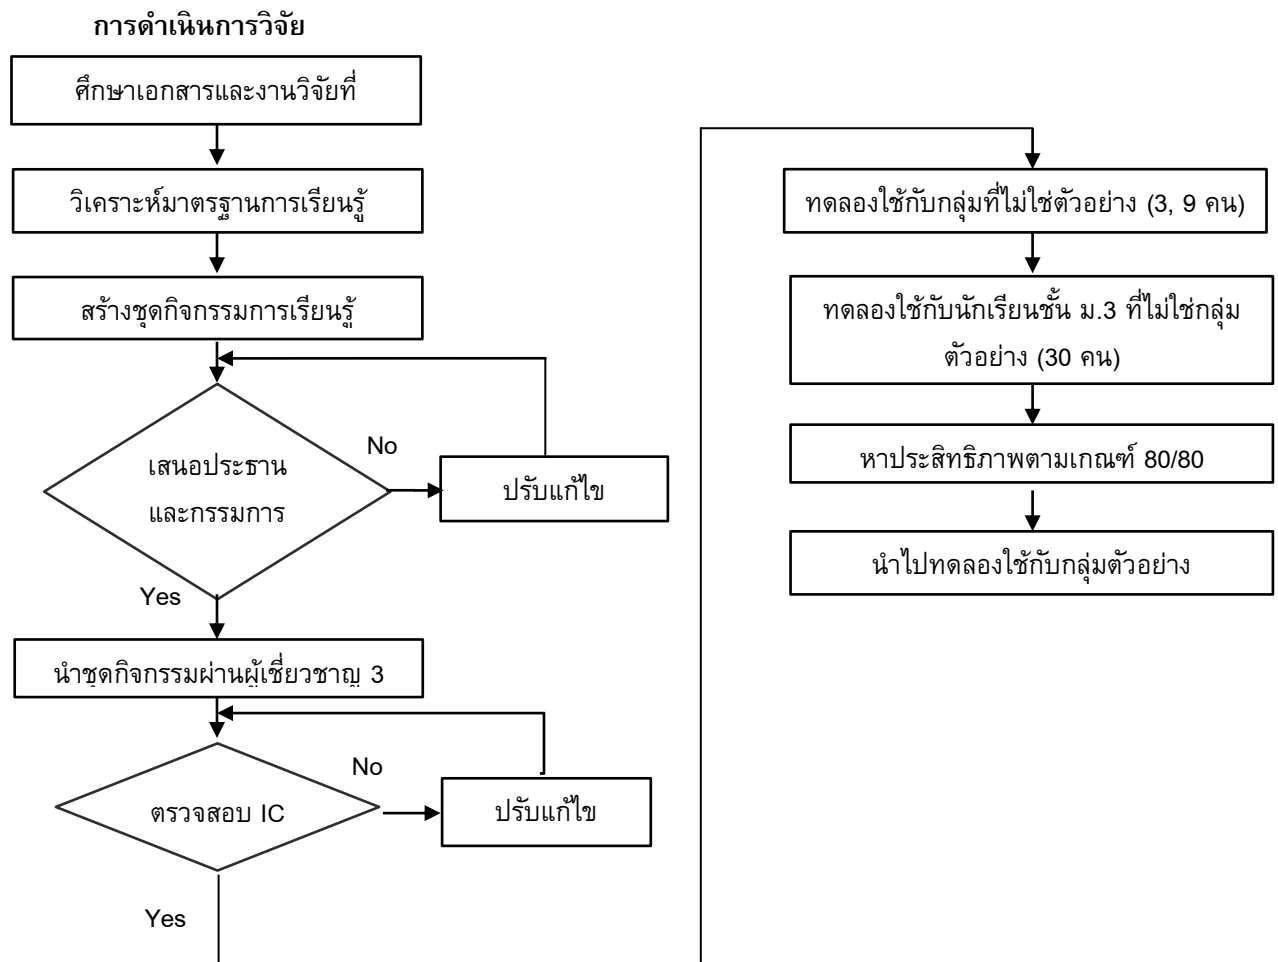 การดำเนินการวิจัย
ศึกษาเอกสารและงานวิจัยที่
วิเคราะห์มาตรฐานการเรียนรู้
สร้างชุดกิจกรรมการเรียนรู้
เสนอประธาน
และกรรมการ
No
ปรับแก้ไข
Yes
นำชุดกิจกรรมผ่านผู้เชี่ยวชาญ 3
ตรวจสอบ IC
No
ปรับแก้ไข
Yes
ทดลองใช้กับกลุ่มที่ไม่ใช่ตัวอย่าง (3, 9 คน)
ทดลองใช้กับนักเรียนชั้น ม.3 ที่ไม่ใช่กลุ่ม
ตัวอย่าง (30 คน)
หาประสิทธิภาพตามเกณฑ์ 80/80
นำไปทดลองใช้กับกลุ่มตัวอย่าง